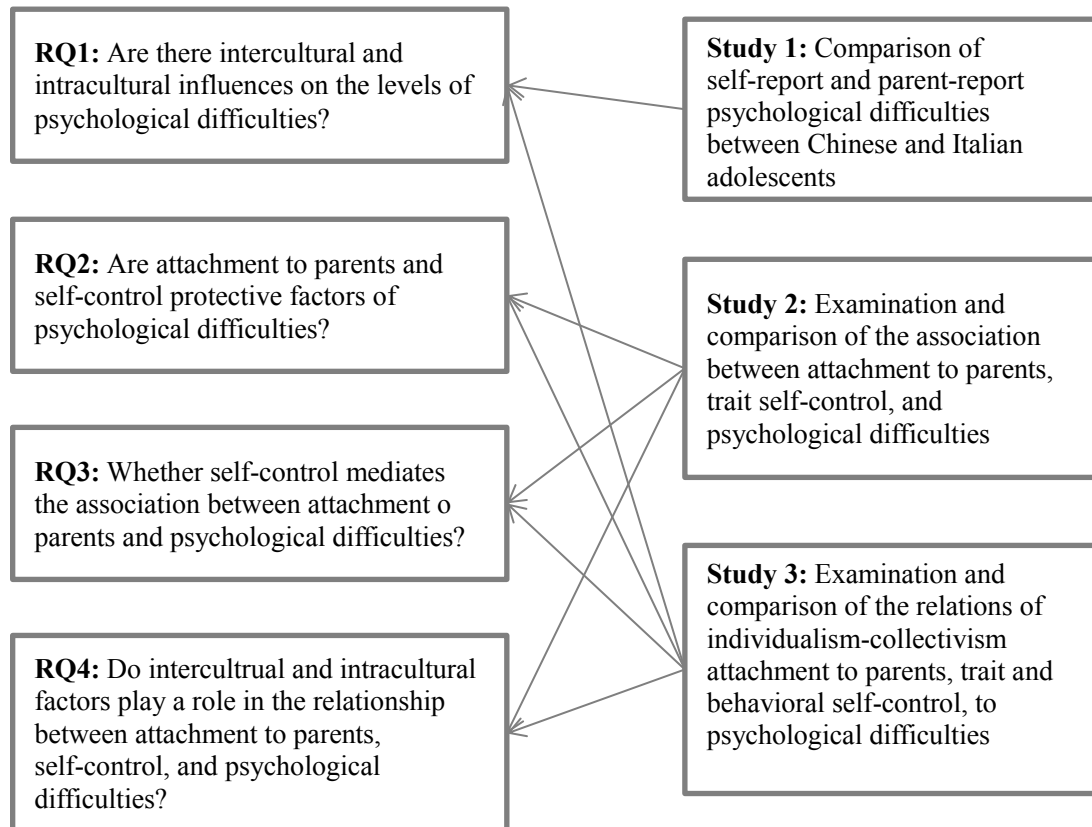 RQ1: Are there intercultural and
intracultural influences on the levels of
psychological difficulties?
RQ2: Are attachment to parents and
self-control protective factors of
psychological difficulties?
RQ3: Whether self-control mediates
the association between attachment o
parents and psychological difficulties?
RQ4: Do intercultrual and intracultural
factors play a role in the relationship
between attachment to parents,
self-control, and psychological
difficulties?
Study 1: Comparison of
self-report and parent-report
psychological difficulties
between Chinese and Italian
adolescents
Study 2: Examination and
comparison of the association
between attachment to parents,
trait self-control, and
psychological difficulties
Study 3: Examination and
comparison of the relations of
individualism-collectivism
attachment to parents, trait and
behavioral self-control, to
psychological difficulties